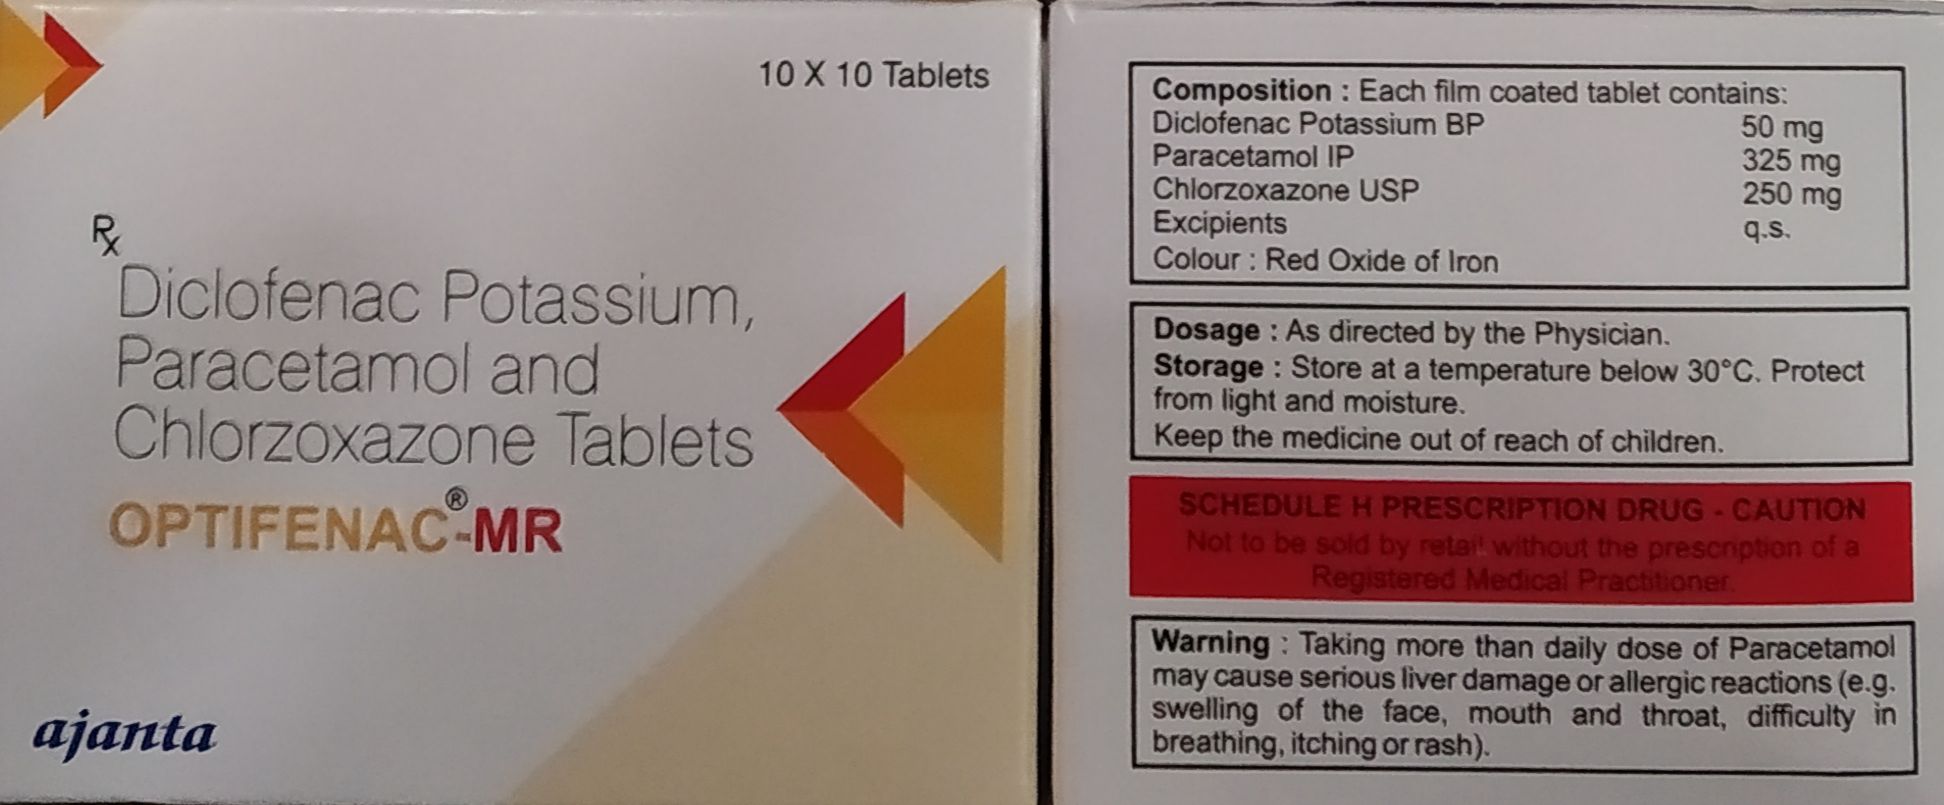 10 X 10 Tablets
Rx
Diclofenac Potassium,
Paracetamol and
Chlorzoxazone Tablets
OPTIFENAC®-MR
ajanta
Composition : Each film coated tablet contains:
Diclofenac Potassium BP 50 mg
Paracetamol IP 325 mg
Chlorzoxazone USP 250 mg
Excipients q.s.
Colour : Red Oxide of Iron
Dosage : As directed by the Physician.
Storage : Store at a temperature below 30°C. Protect
from light and moisture.
Keep the medicine out of reach of children.
SCHEDULE H PRESCRIPTION DRUG - CAUTION
Not to be sold by retail without the prescription of a
Registered Medical Practitioner.
Warning : Taking more than daily dose of Paracetamol
may cause serious liver damage or allergic reactions (e.g.
swelling of the face, mouth and throat, difficulty in
breathing, itching or rash).